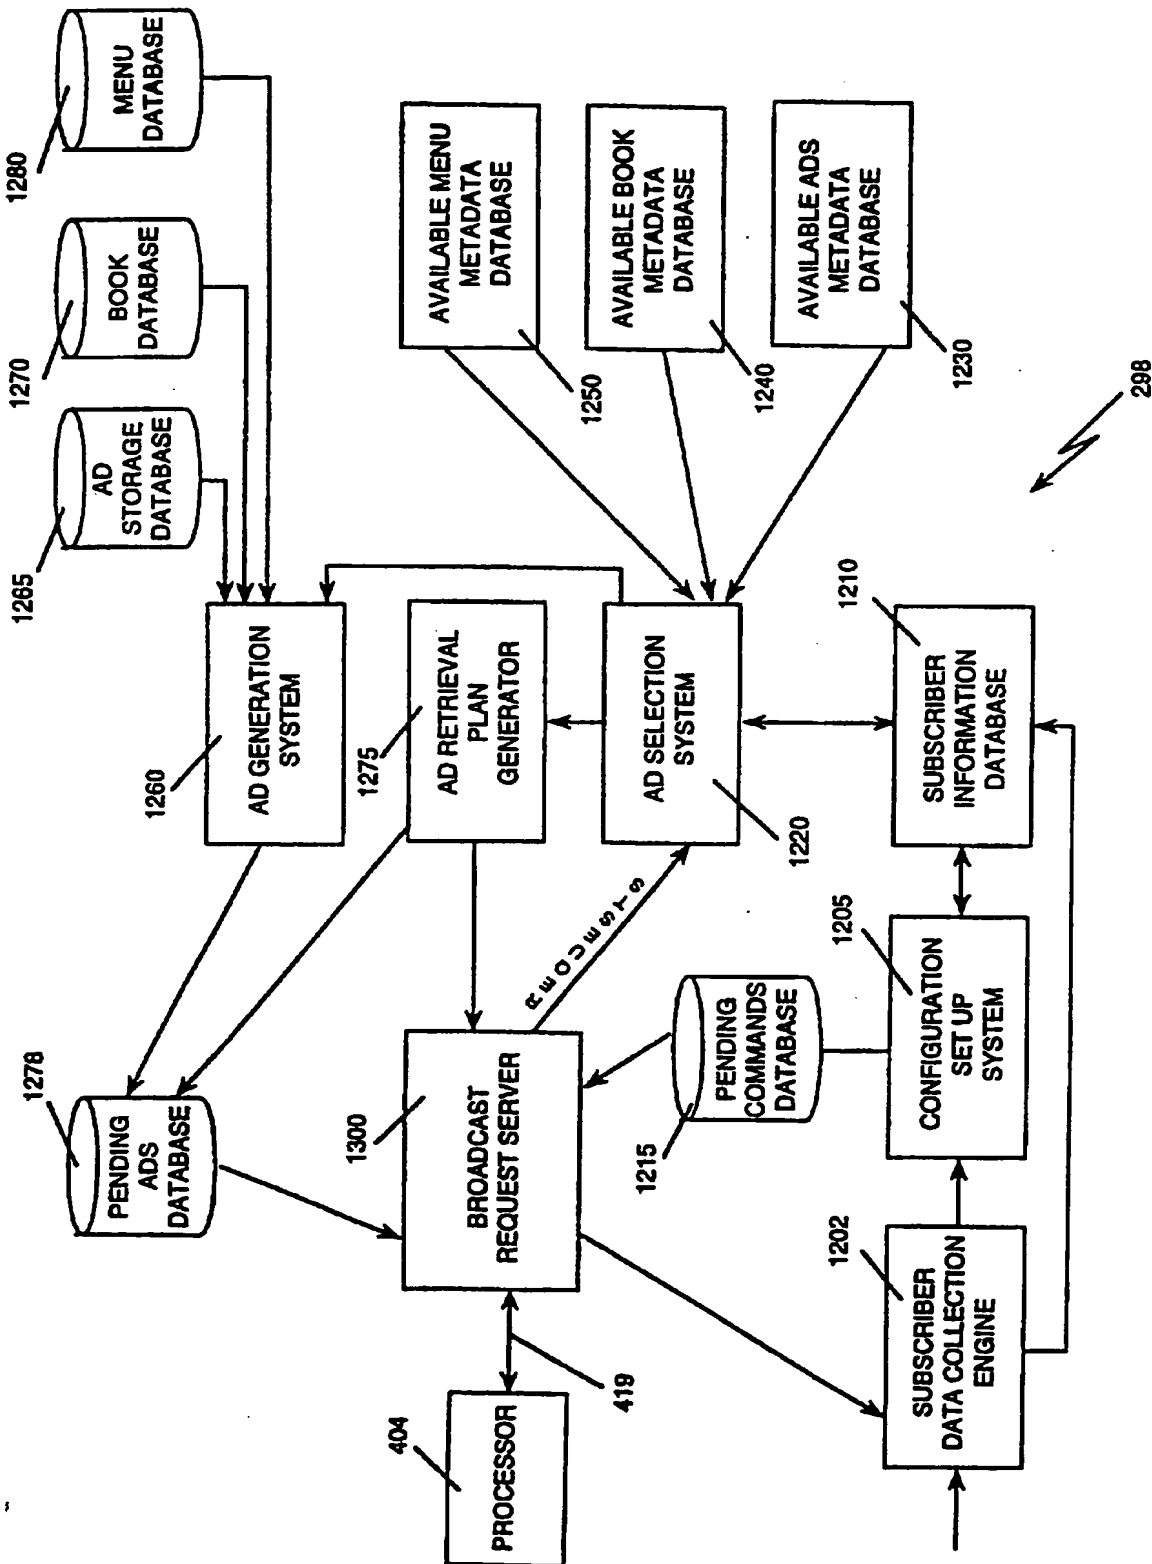 1280
MENU
DATABASE
1270
BOOK
DATABASE
1265
AD
STORAGE
DATABASE
AVAILABLE MENU
METADATA
DATABASE
1250
AVAILABLE BOOK
METADATA
DATABASE
1240
AVAILABLE ADS
METADATA
DATABASE
1230
298
1260
AD GENERATION
SYSTEM
1275
AD RETRIEVAL
PLAN
GENERATOR
AD SELECTION
SYSTEM
1220
1210
SUBSCRIBER
INFORMATION
DATABASE
REQUESTS
1278
PENDING
ADS
DATABASE
1300
BROADCAST
REQUEST SERVER
PENDING
COMMANDS
DATABASE
1215
1205
CONFIGURATION
SET UP
SYSTEM
404
PROCESSOR
419
1202
SUBSCRIBER
DATA COLLECTION
ENGINE